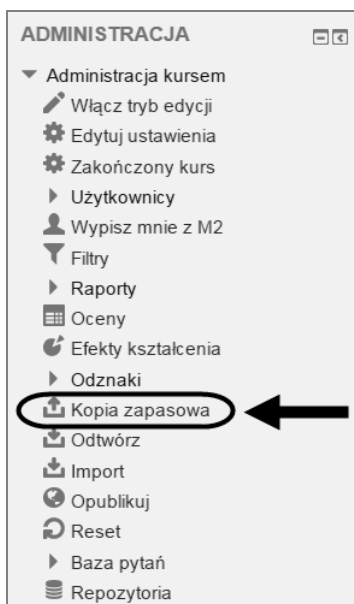 ADMINISTRACJA
Administracja kursem
Włącz tryb edycji
Edytuj ustawienia
Zakończony kurs
Użytkownicy
Wypisz mnie z M2
Filtry
Raporty
Oceny
Efekty kształcenia
Odznaki
Kopia zapasowa
Odtwórz
Import
Opublikuj
Reset
Baza pytań
Repozytoria